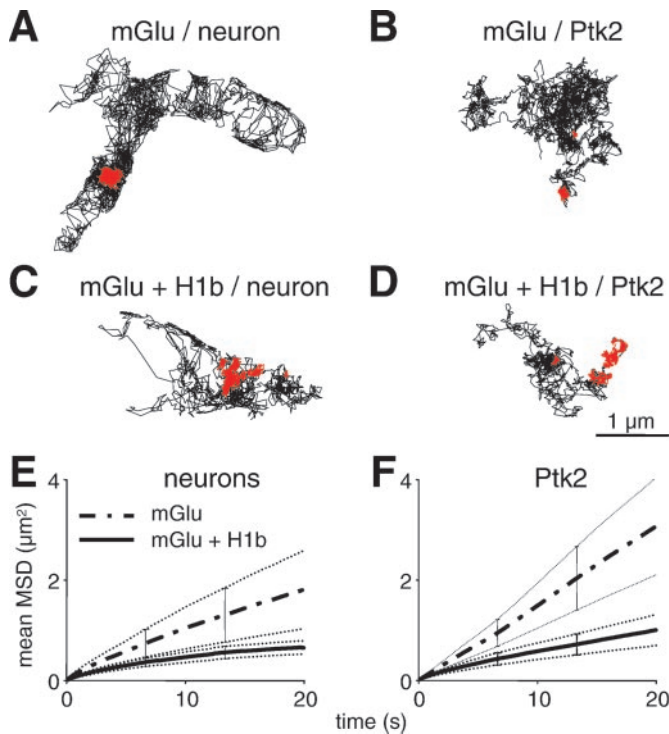 A mGlu / neuron B mGlu / Ptk2
C mGlu + H1b / neuron D mGlu + H1b / Ptk2
1 µm
E neurons F Ptk2
mGlu
mGlu + H1b
mean MSD (µm²)
4
2
0
0 10 20
4
2
0
0 10 20
time (s)